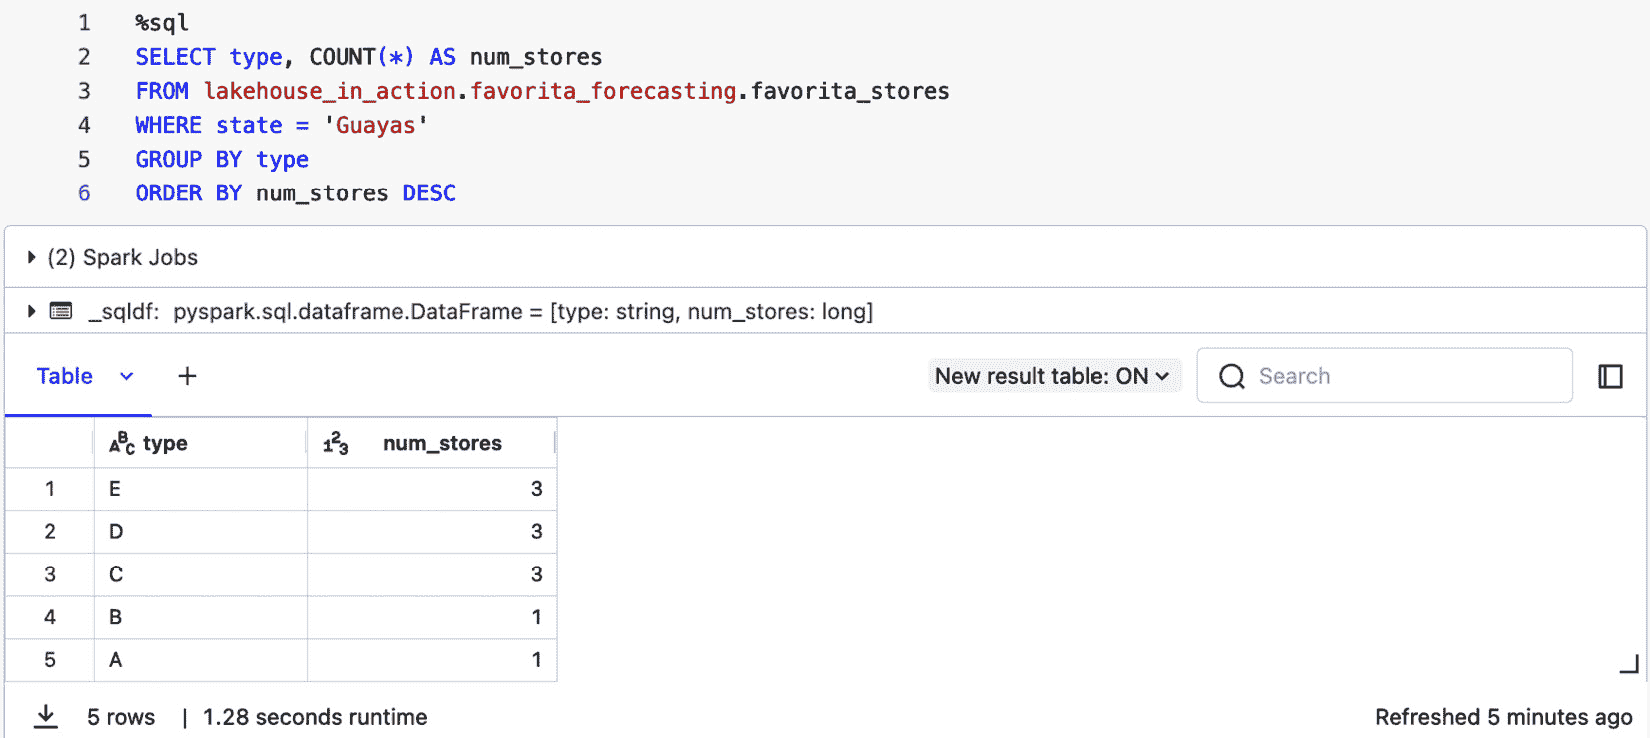 1 %sql
2 SELECT type, COUNT(*) AS num_stores
3 FROM lakehouse_in_action.favorita_forecasting.favorita_stores
4 WHERE state = 'Guayas'
5 GROUP BY type
6 ORDER BY num_stores DESC
(2) Spark Jobs
_sqldf: pyspark.sql.dataframe.DataFrame = [type: string, num_stores: long]
Table + New result table: ON Search
ABC type 123 num_stores
1 E 3
2 D 3
3 C 3
4 B 1
5 A 1
5 rows | 1.28 seconds runtime Refreshed 5 minutes ago